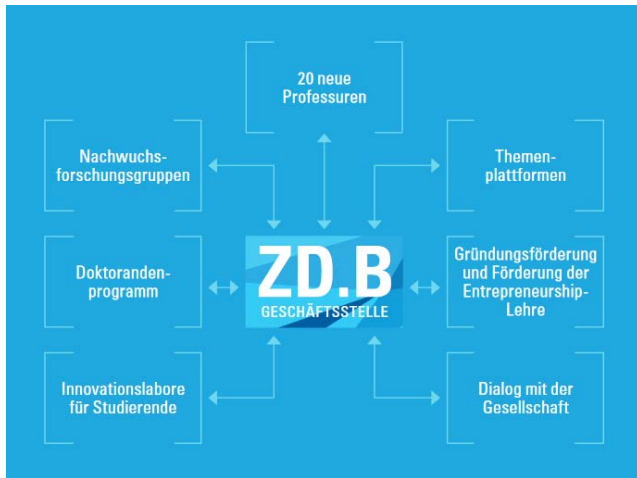 20 neue
Professuren
Nachwuchs-
forschungsgruppen
Themen-
plattformen
Doktoranden-
programm
ZD.B
GESCHÄFTSSTELLE
Gründungsförderung
und Förderung der
Entrepreneurship-
Lehre
Innovationslabore
für Studierende
Dialog mit der
Gesellschaft